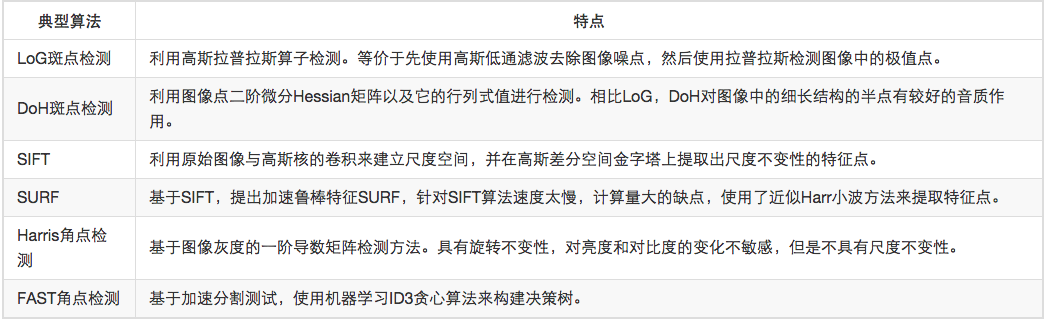 典型算法 特点
LoG斑点检测 利用高斯拉普拉斯算子检测。等价于先使用高斯低通滤波去除图像噪点，然后使用拉普拉斯检测图像中的极值点。
DoH斑点检测 利用图像点二阶微分Hessian矩阵以及它的行列式值进行检测。相比LoG，DoH对图像中的细长结构的半点有较好的音质作
用。
SIFT 利用原始图像与高斯核的卷积来建立尺度空间，并在高斯差分空间金字塔上提取出尺度不变性的特征点。
SURF 基于SIFT，提出加速鲁棒特征SURF，针对SIFT算法速度太慢，计算量大的缺点，使用了近似Harr小波方法来提取特征点。
Harris角点检
测 基于图像灰度的一阶导数矩阵检测方法。具有旋转不变性，对亮度和对比度的变化不敏感，但是不具有尺度不变性。
FAST角点检测 基于加速分割测试，使用机器学习ID3贪心算法来构建决策树。